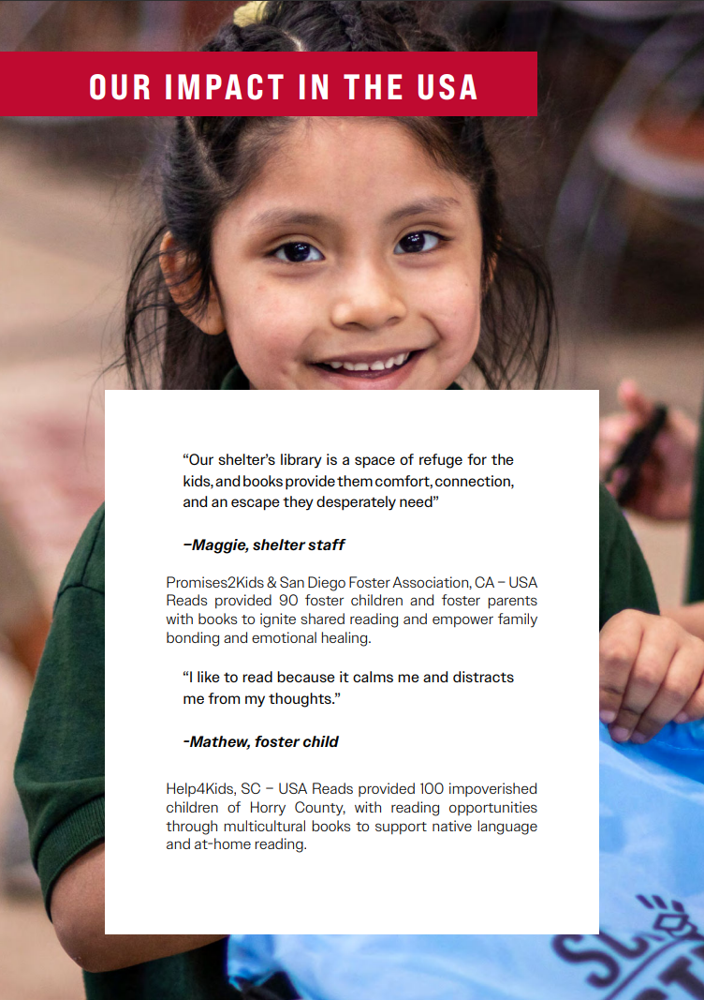 OUR IMPACT IN THE USA
“Our shelter’s library is a space of refuge for the
kids, and books provide them comfort, connection,
and an escape they desperately need”
–Maggie, shelter staff
Promises2Kids & San Diego Foster Association, CA – USA
Reads provided 90 foster children and foster parents
with books to ignite shared reading and empower family
bonding and emotional healing.
“I like to read because it calms me and distracts
me from my thoughts.”
-Mathew, foster child
Help4Kids, SC – USA Reads provided 100 impoverished
children of Horry County, with reading opportunities
through multicultural books to support native language
and at-home reading.